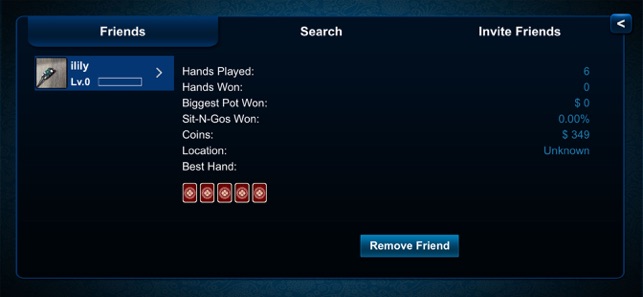 Friends
Search
Invite Friends
<
ilily
Lv.0
>
Hands Played: 6
Hands Won: 0
Biggest Pot Won: $ 0
Sit-N-Gos Won: 0.00%
Coins: $ 349
Location: Unknown
Best Hand:
Remove Friend